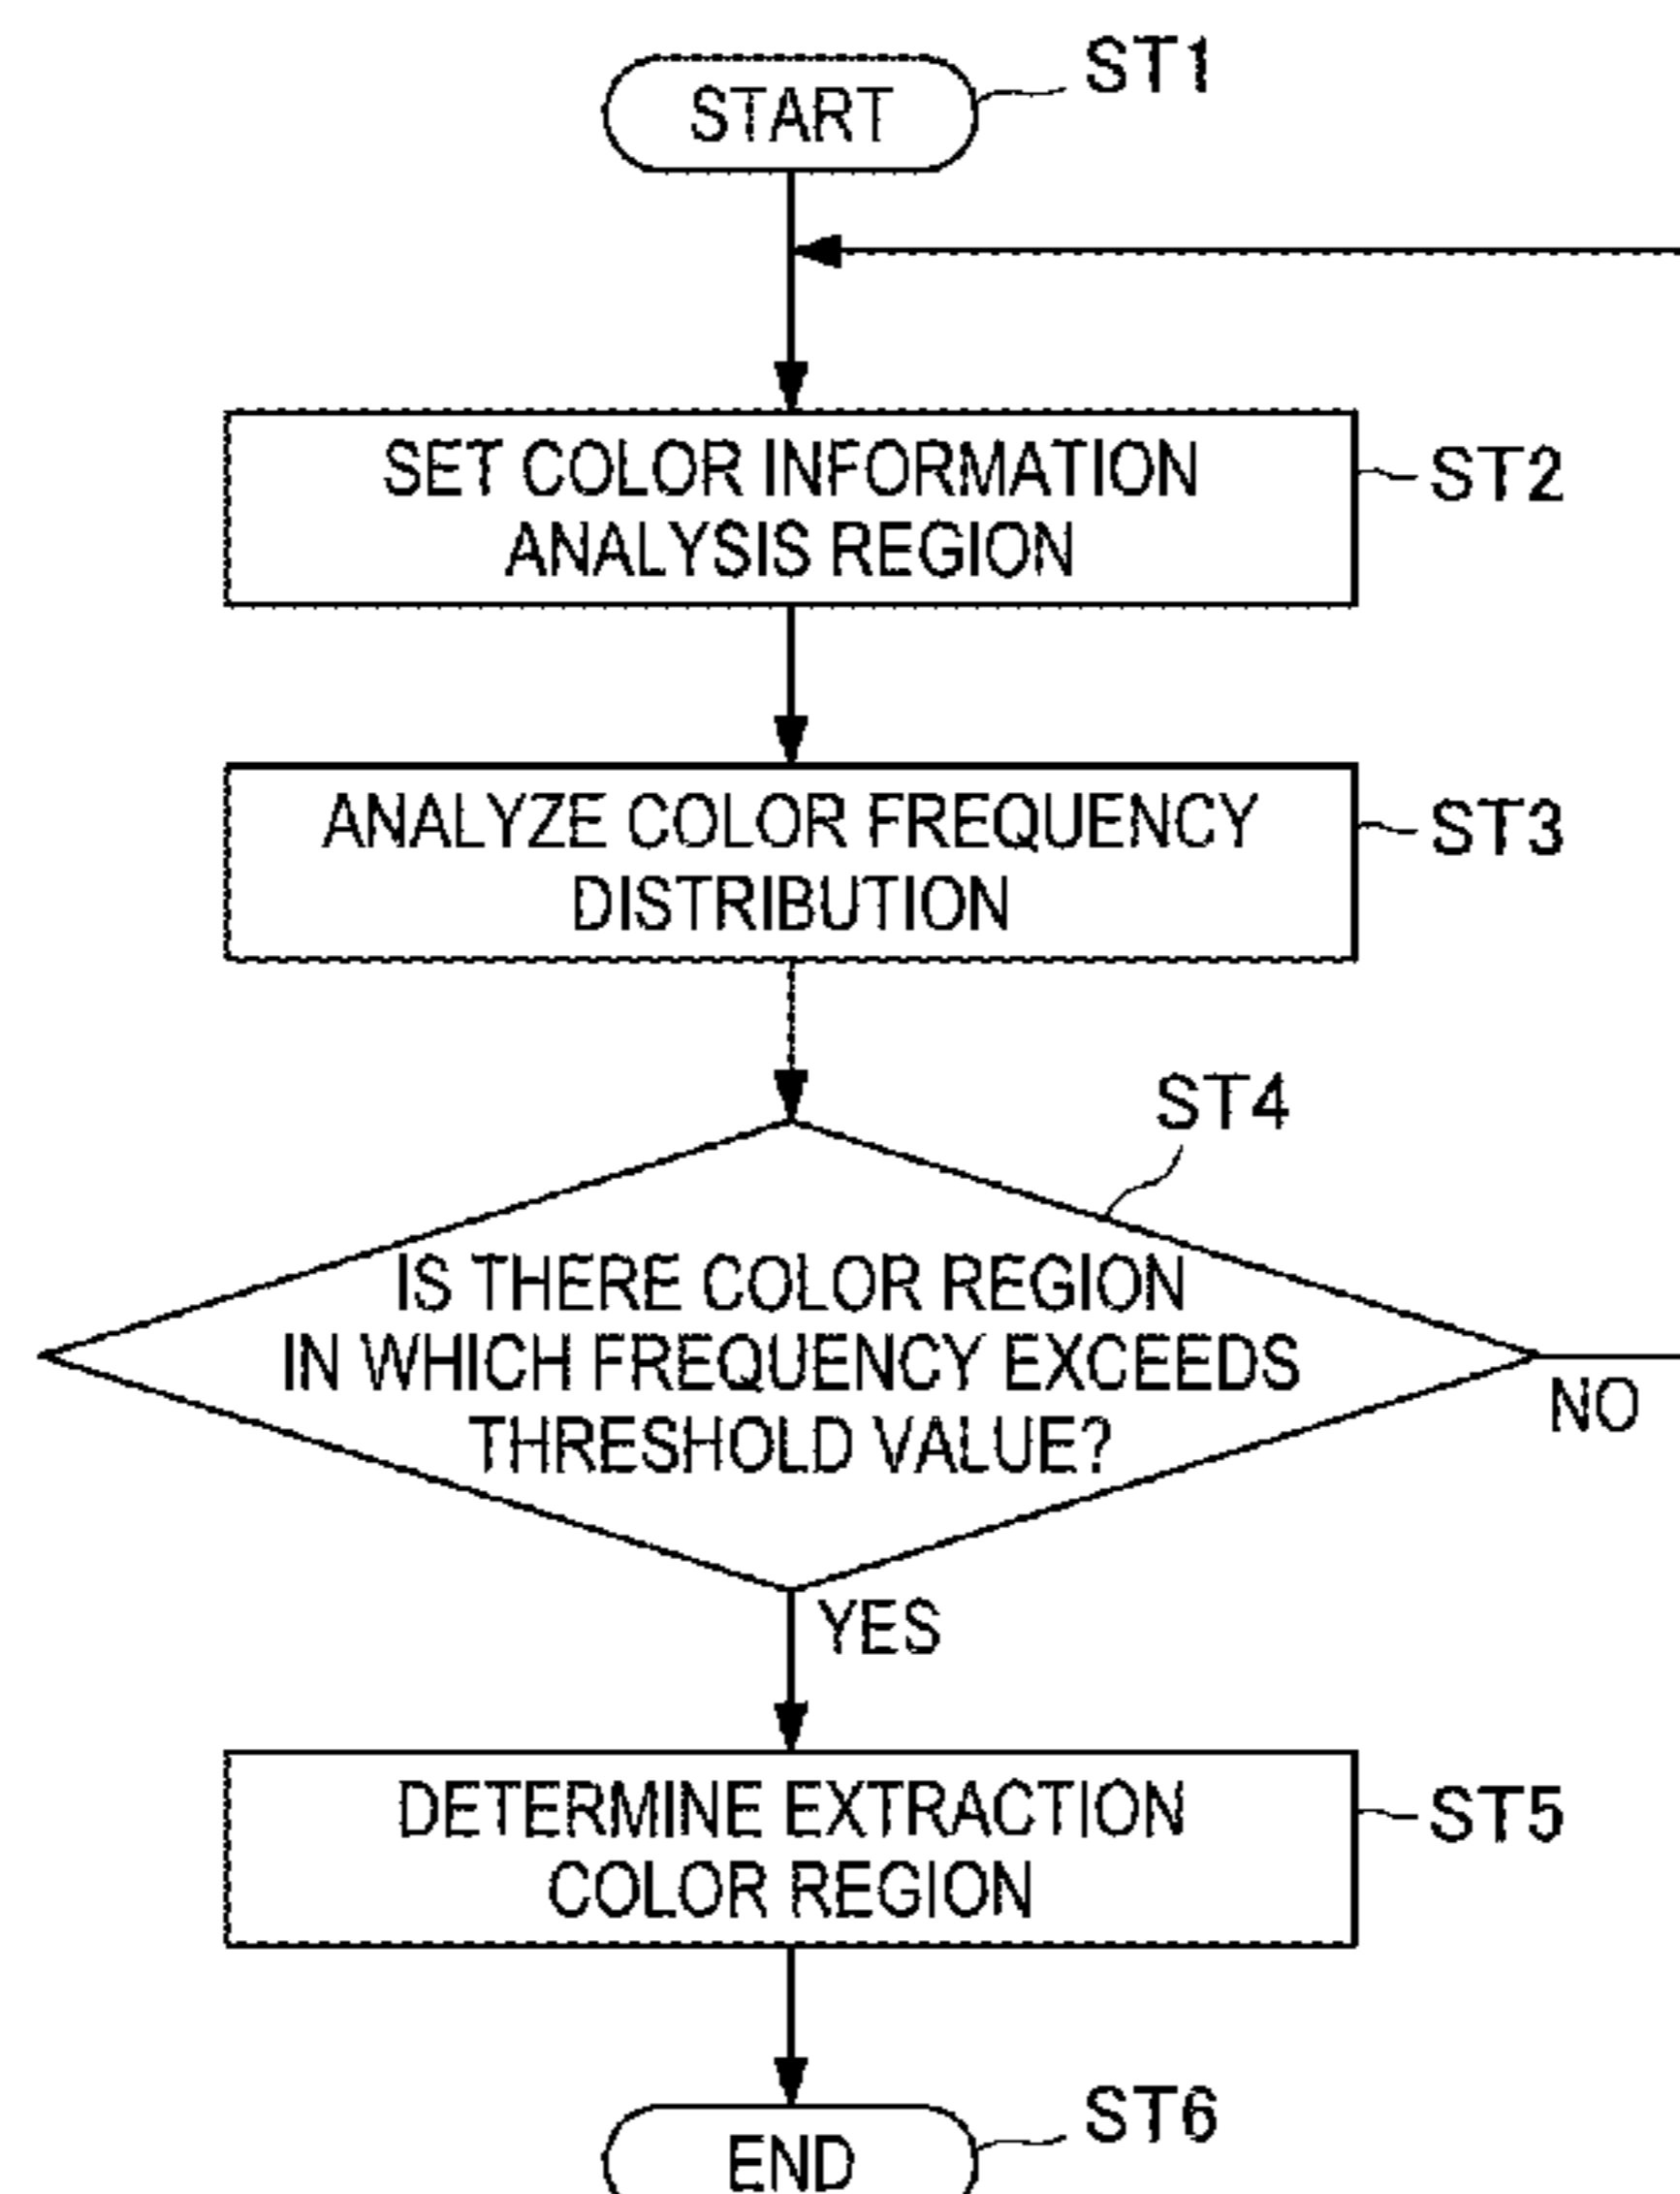 START
ST1
SET COLOR INFORMATION
ANALYSIS REGION
ST2
ANALYZE COLOR FREQUENCY
DISTRIBUTION
ST3
ST4
IS THERE COLOR REGION
IN WHICH FREQUENCY EXCEEDS
THRESHOLD VALUE?
NO
YES
DETERMINE EXTRACTION
COLOR REGION
ST5
END
ST6